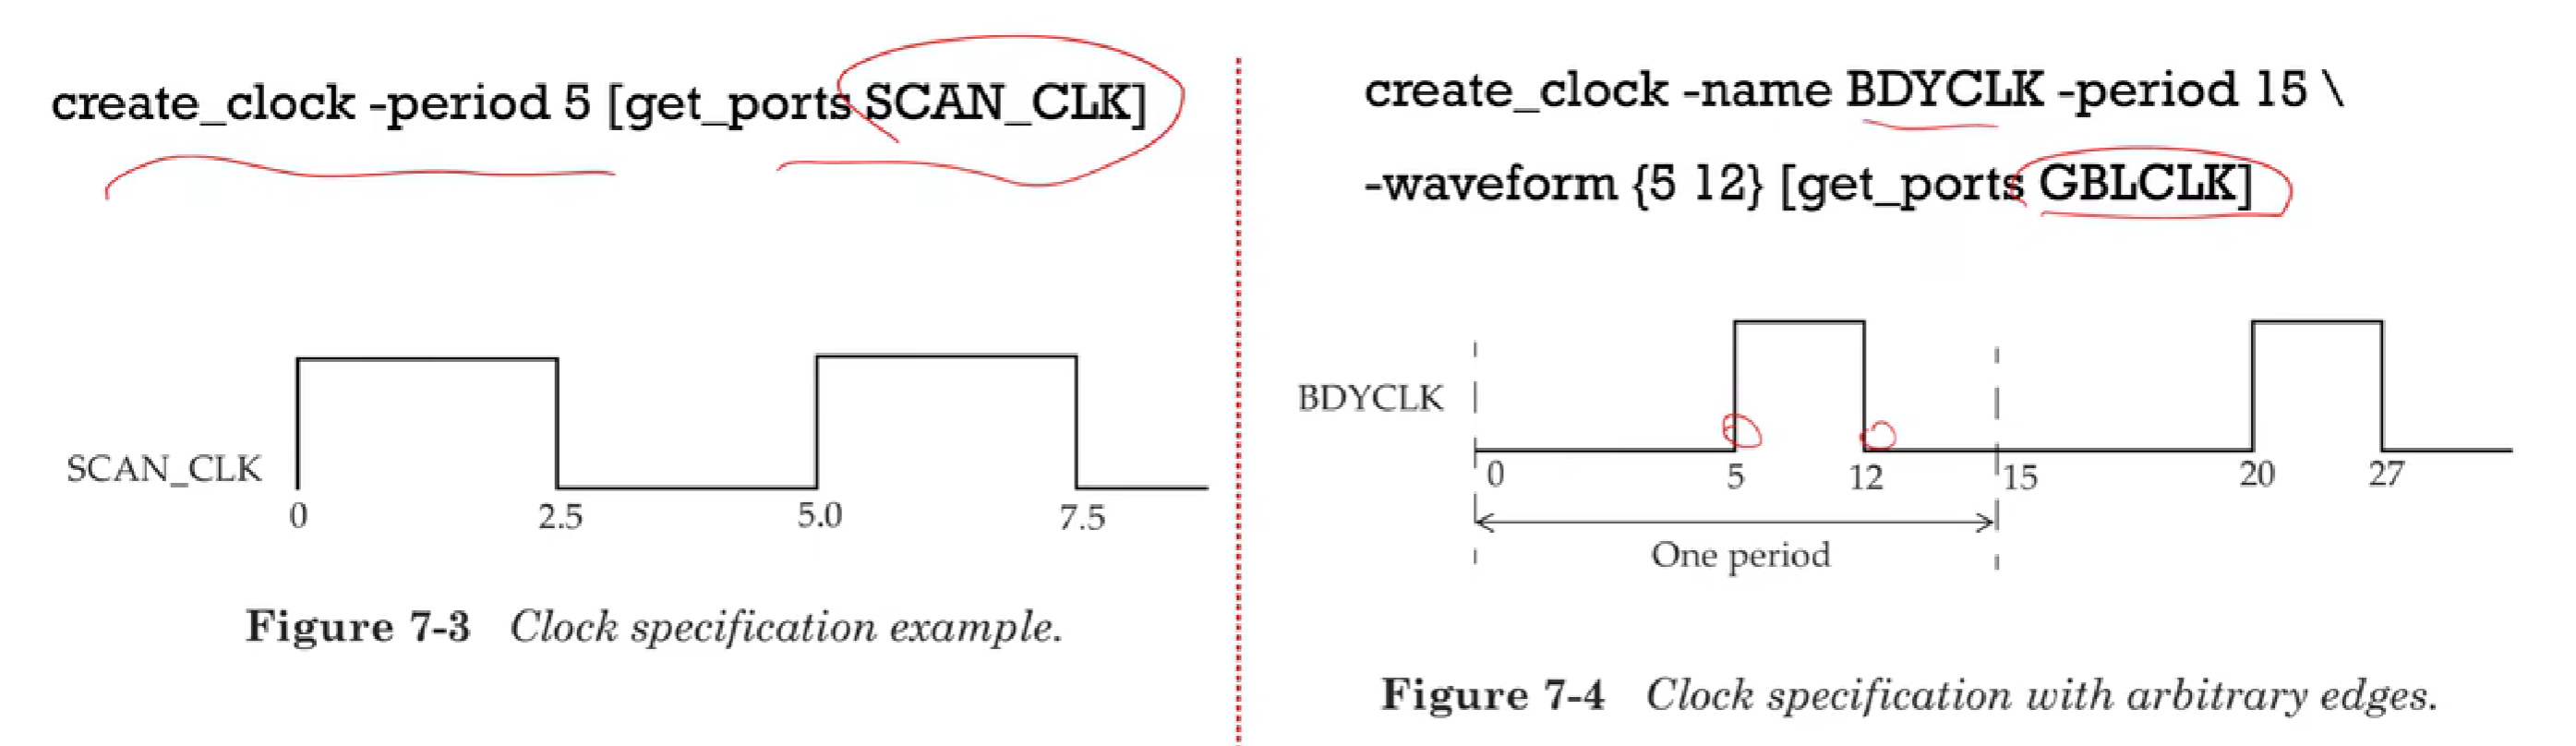 create_clock -period 5 [get_ports SCAN_CLK]
SCAN_CLK
0 2.5 5.0 7.5
Figure 7-3 Clock specification example.
create_clock -name BDYCLK -period 15 \
-waveform {5 12} [get_ports GBLCLK]
BDYCLK
0 5 12 15 20 27
One period
Figure 7-4 Clock specification with arbitrary edges.